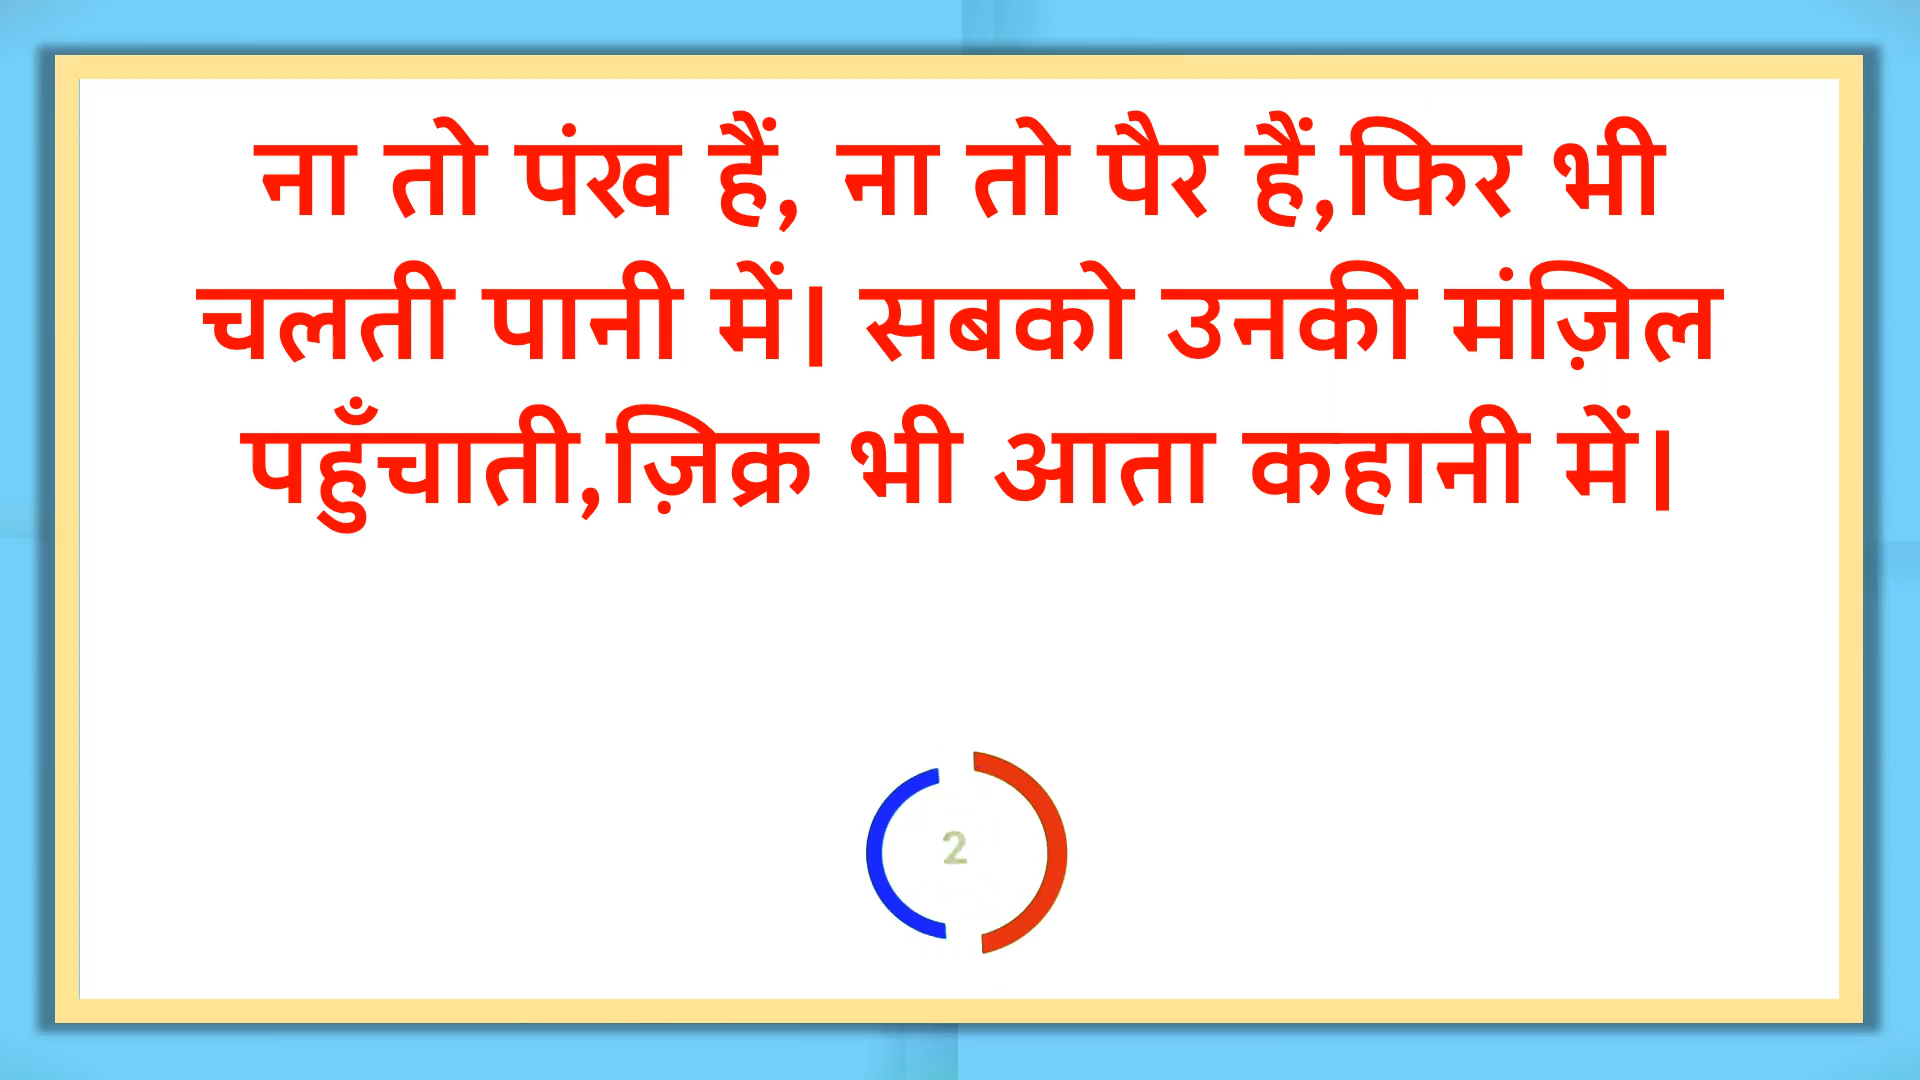 ना तो पंख हैं, ना तो पैर हैं,फिर भी
चलती पानी में। सबको उनकी मंज़िल
पहुँचाती,ज़िक्र भी आता कहानी में।
2